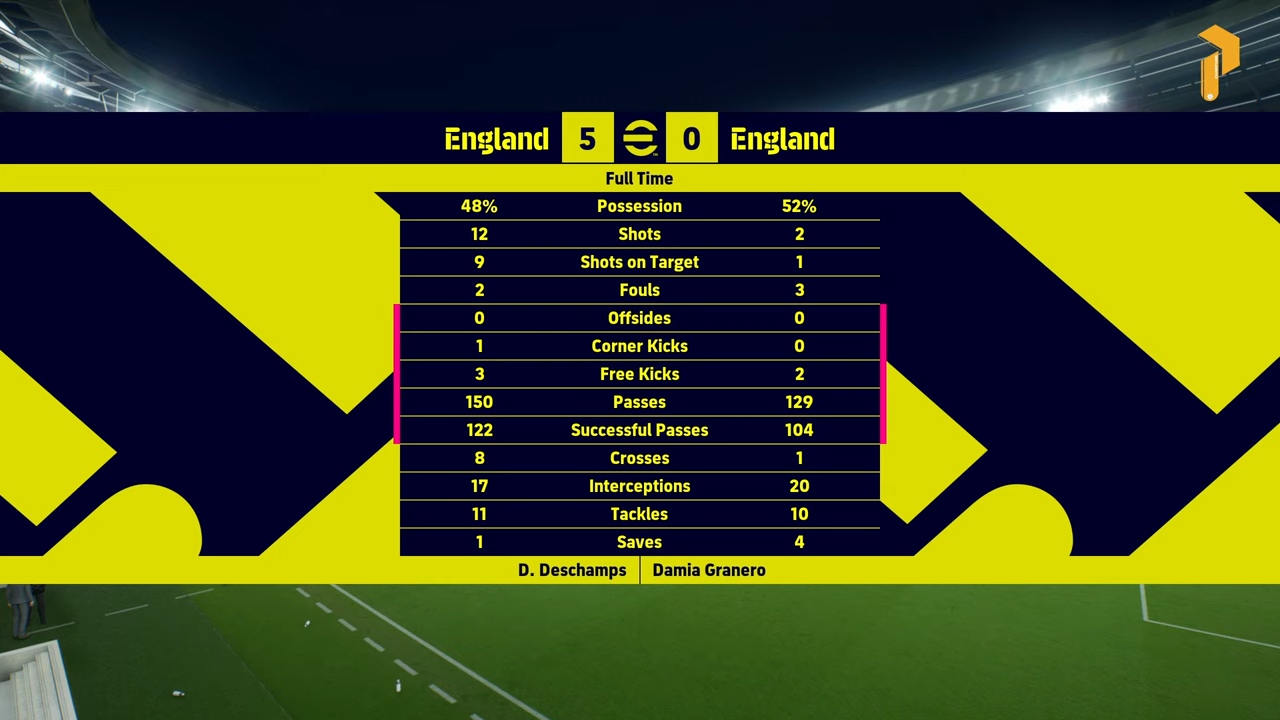 England 5 0 England
Full Time
48% Possession 52%
12 Shots 2
9 Shots on Target 1
2 Fouls 3
0 Offsides 0
1 Corner Kicks 0
3 Free Kicks 2
150 Passes 129
122 Successful Passes 104
8 Crosses 1
17 Interceptions 20
11 Tackles 10
1 Saves 4
D. Deschamps Damia Granero